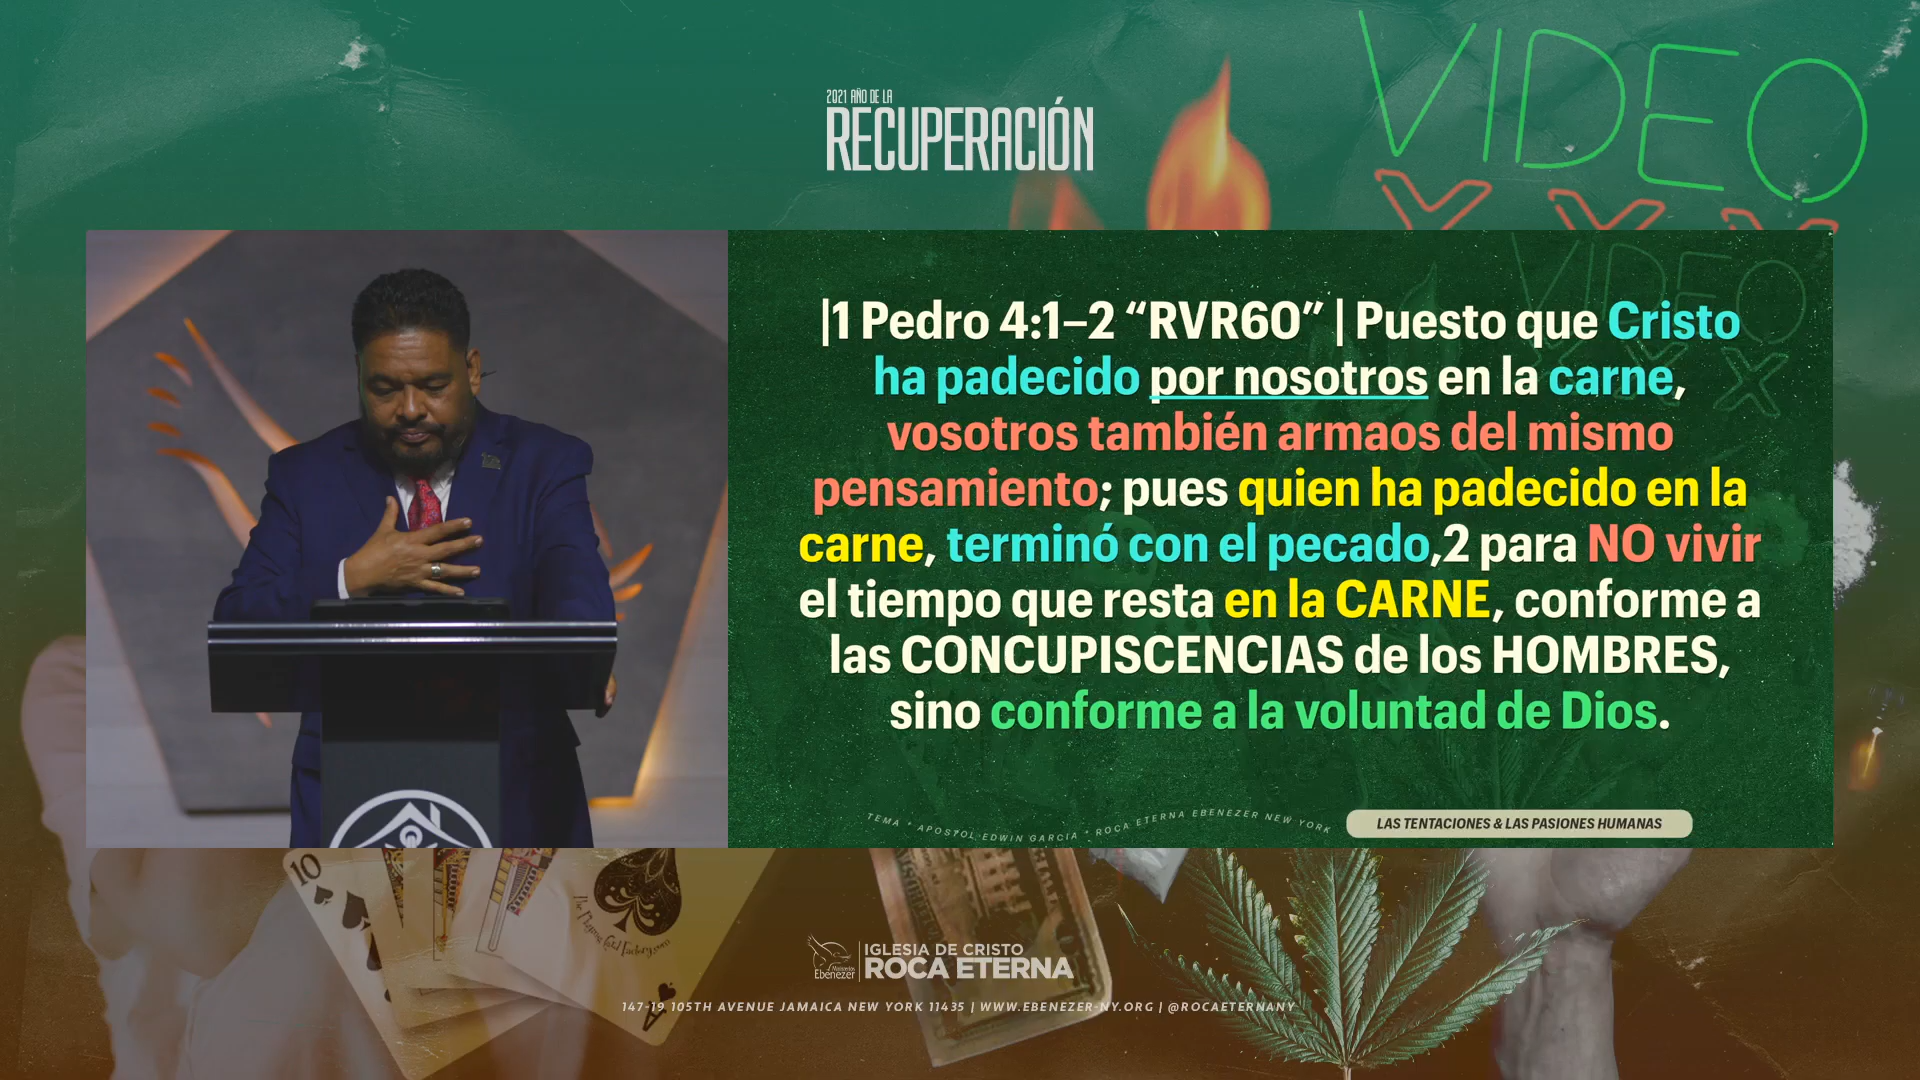 VIDEO
XXX
2021 AÑO DE LA
RECUPERACIÓN
|1 Pedro 4:1–2 “RVR60” | Puesto que Cristo
ha padecido por nosotros en la carne,
vosotros también armaos del mismo
pensamiento; pues quien ha padecido en la
carne, terminó con el pecado,2 para NO vivir
el tiempo que resta en la CARNE, conforme a
las CONCUPISCENCIAS de los HOMBRES,
sino conforme a la voluntad de Dios.
VIDEO
TEMA * APOSTOL EDWIN GARCIA * ROCA ETERNA EBENEZER NEW YORK
LAS TENTACIONES & LAS PASIONES HUMANAS
10
A
Ebenezer
IGLESIA DE CRISTO
ROCA ETERNA
147-19 105TH AVENUE JAMAICA NEW YORK 11435 | WWW.EBENEZER-NY.ORG | @ROCAETERNANY